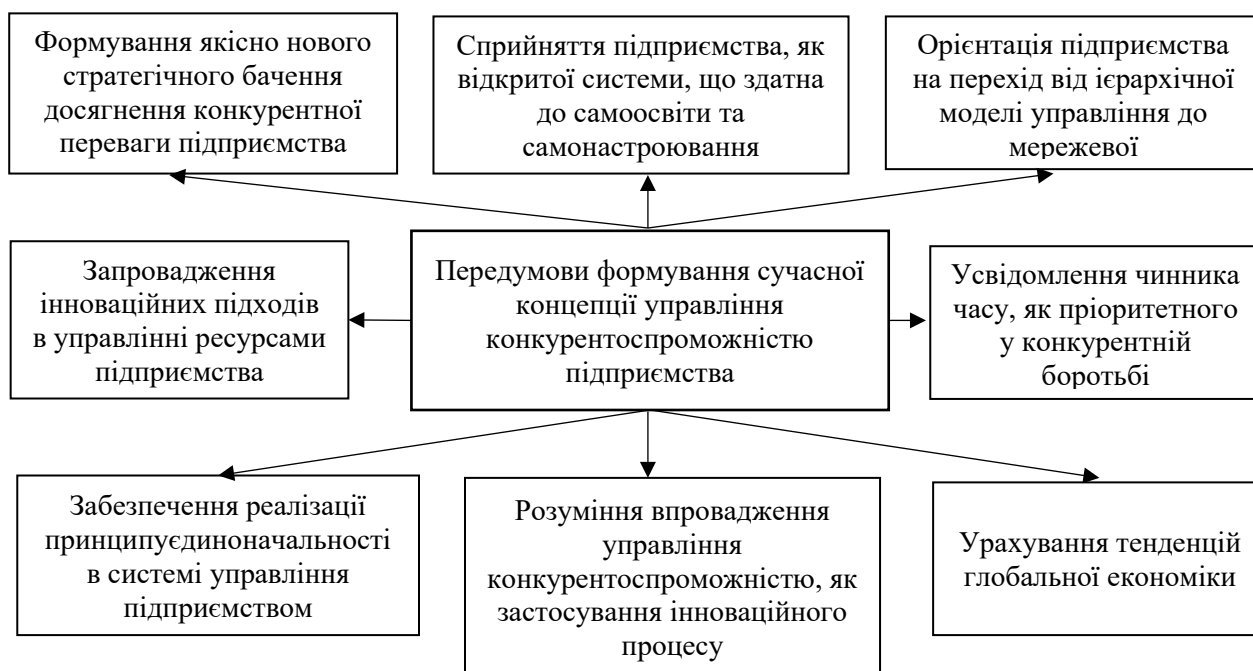 Формування якісно нового
стратегічного бачення
досягнення конкурентної
переваги підприємства
Сприйняття підприємства, як
відкритої системи, що здатна
до самоосвіти та
самонастроювання
Орієнтація підприємства
на перехід від ієрархічної
моделі управління до
мережевої
Запровадження
інноваційних підходів
в управлінні ресурсами
підприємства
Передумови формування сучасної
концепції управління
конкурентоспроможністю
підприємства
Усвідомлення чинника
часу, як пріоритетного
у конкурентній
боротьбі
Забезпечення реалізації
принципуєдиноначальності
в системі управління
підприємством
Розуміння впровадження
управління
конкурентоспроможністю, як
застосування інноваційного
процесу
Урахування тенденцій
глобальної економіки